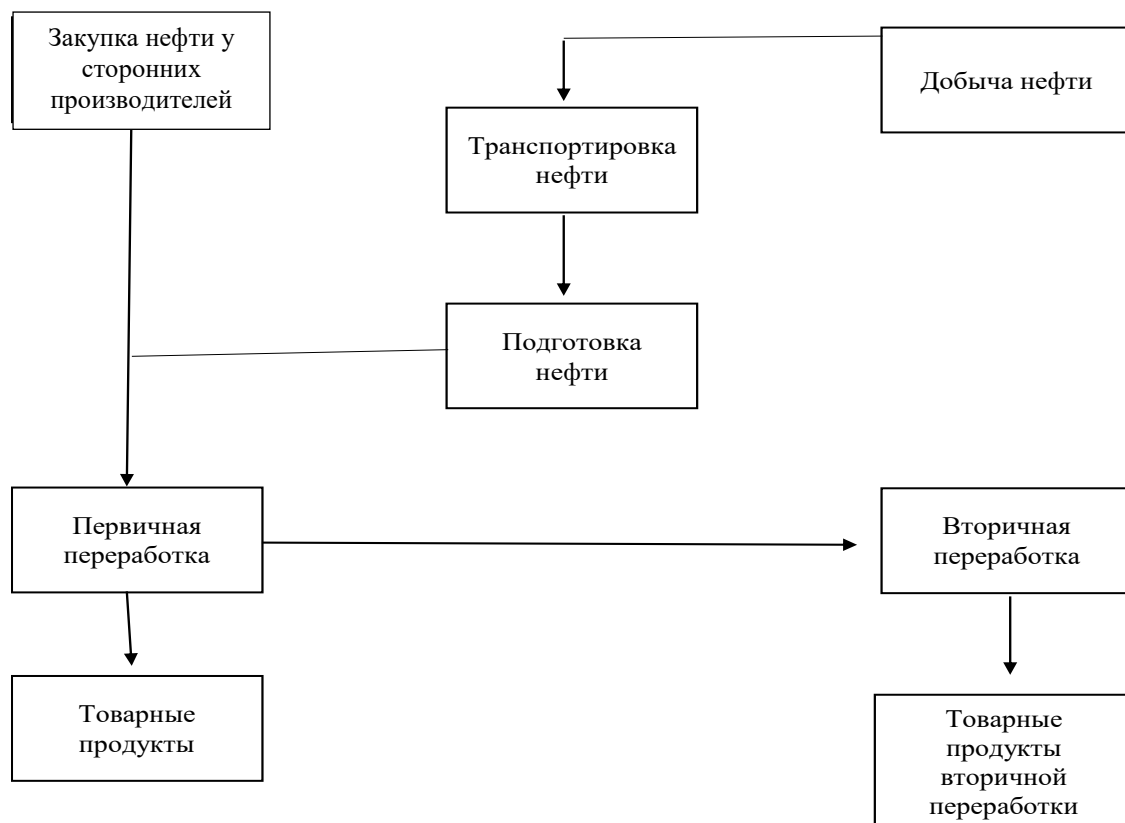 Закупка нефти у
сторонних
производителей
Добыча нефти
Транспортировка
нефти
Подготовка
нефти
Первичная
переработка
Вторичная
переработка
Товарные
продукты
Товарные
продукты
вторичной
переработки